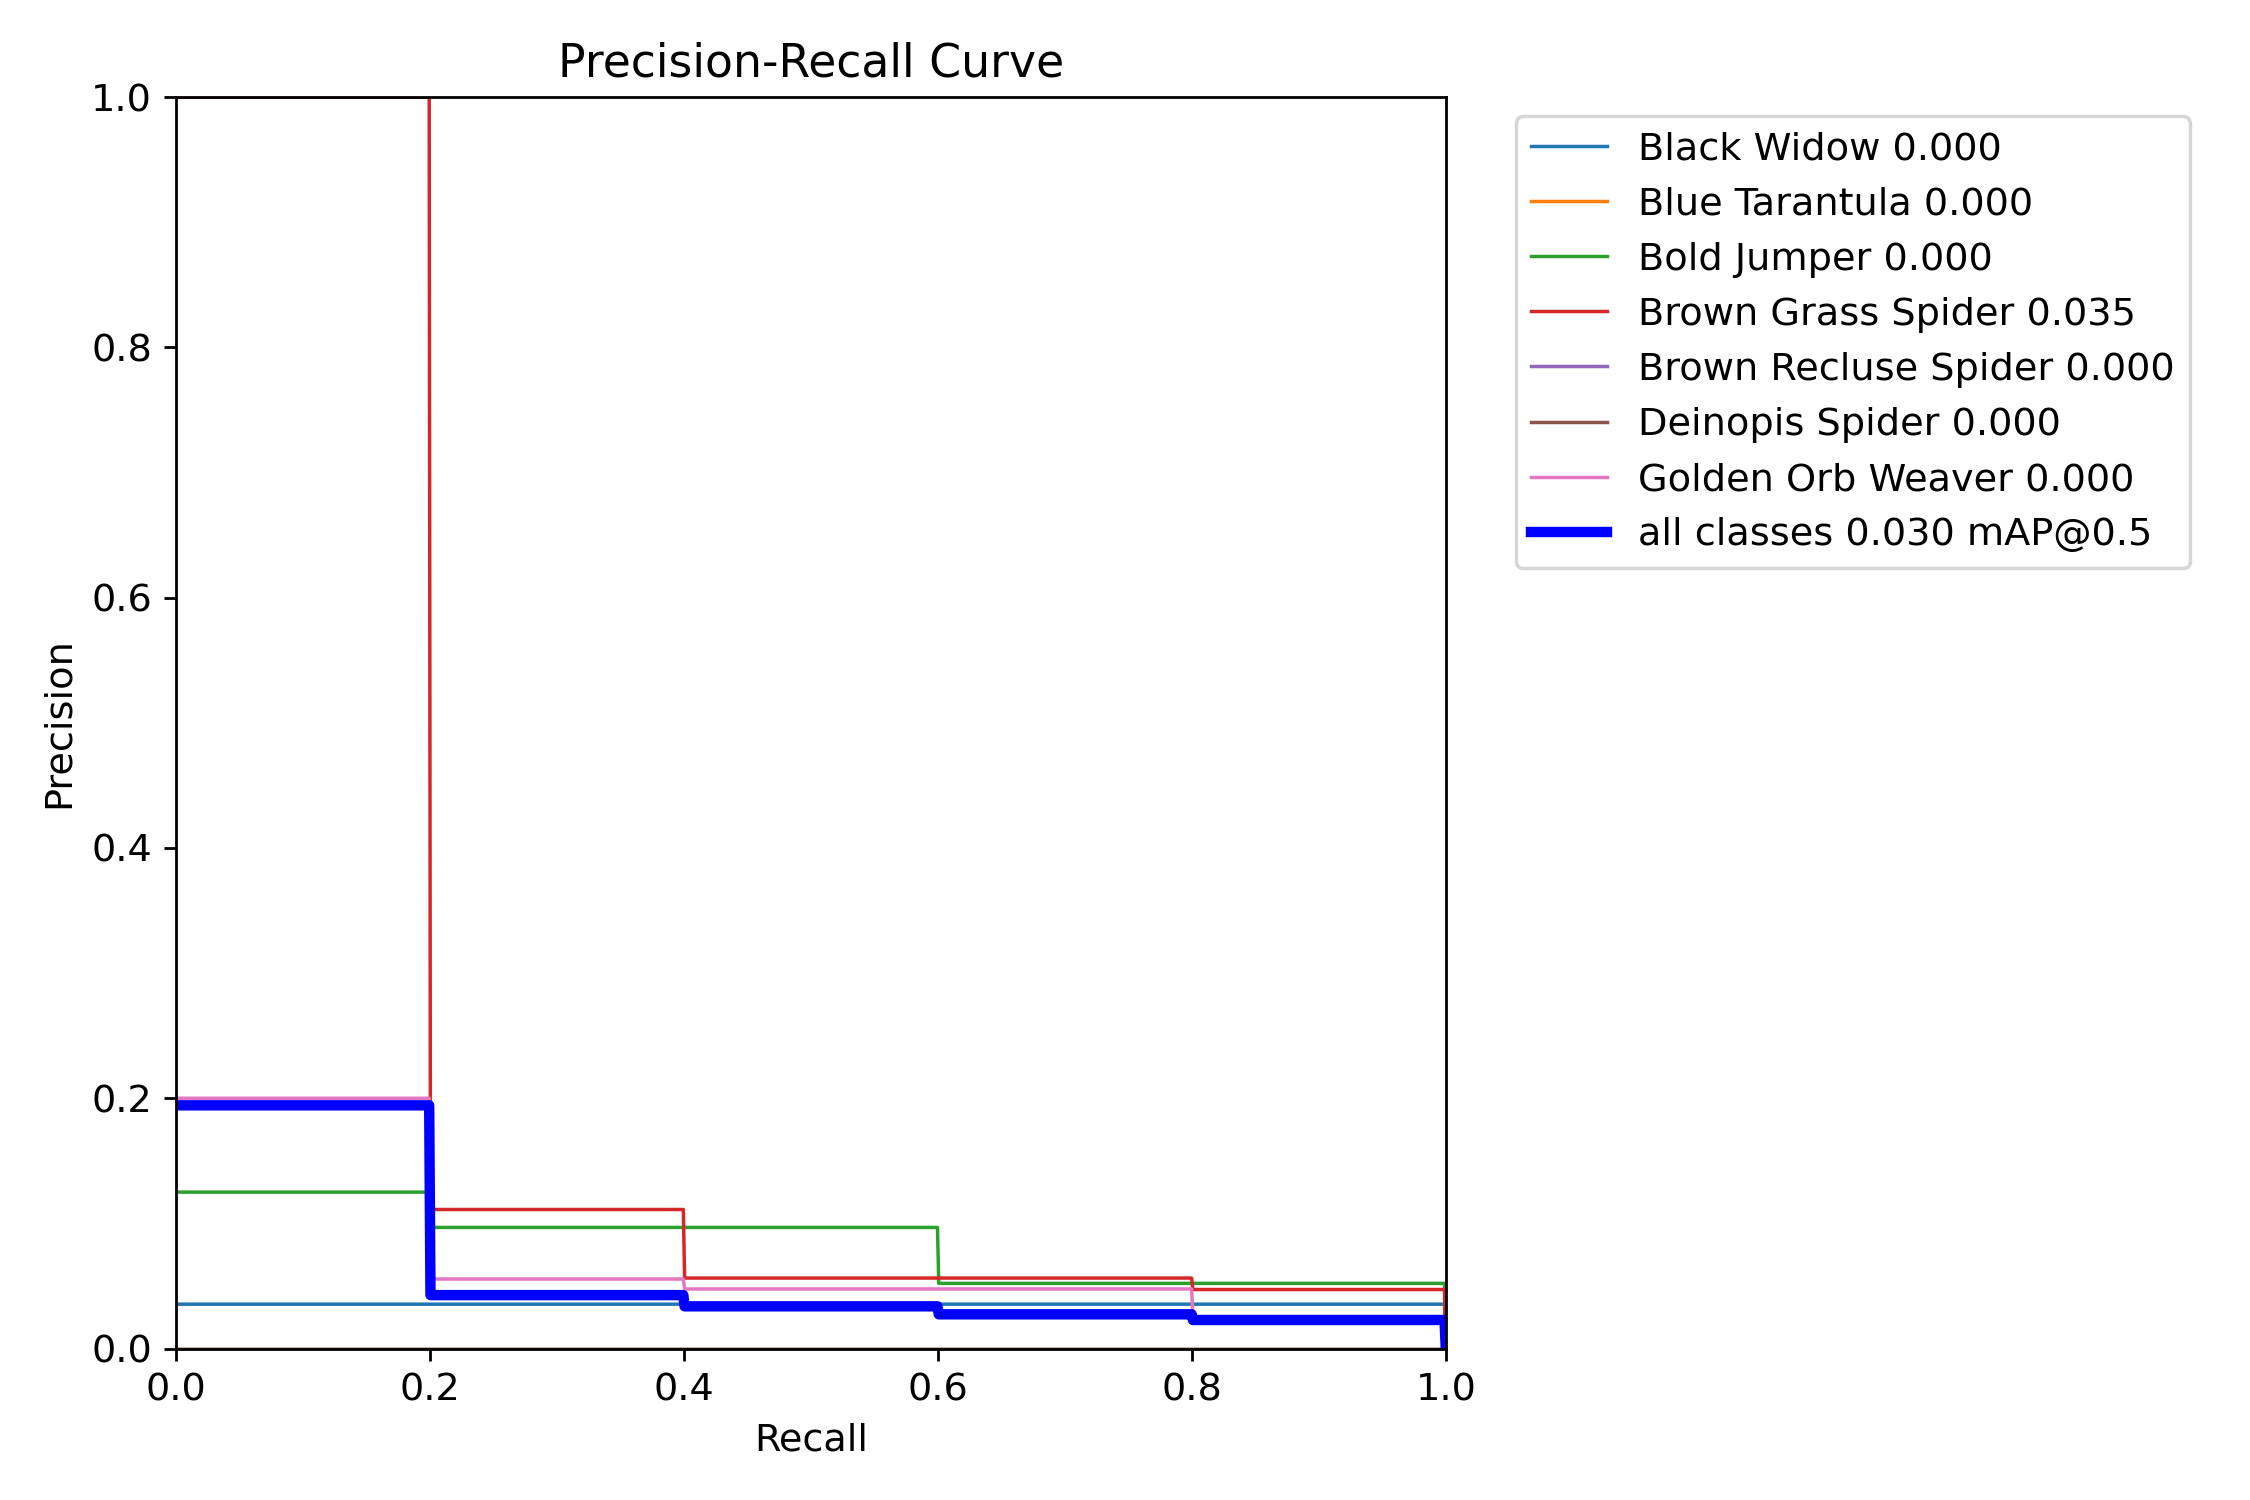 Precision-Recall Curve
1.0
0.8
0.6
0.4
0.2
0.0
Precision
0.0 0.2 0.4 0.6 0.8 1.0
Recall
Black Widow 0.000
Blue Tarantula 0.000
Bold Jumper 0.000
Brown Grass Spider 0.035
Brown Recluse Spider 0.000
Deinopis Spider 0.000
Golden Orb Weaver 0.000
all classes 0.030 mAP@0.5